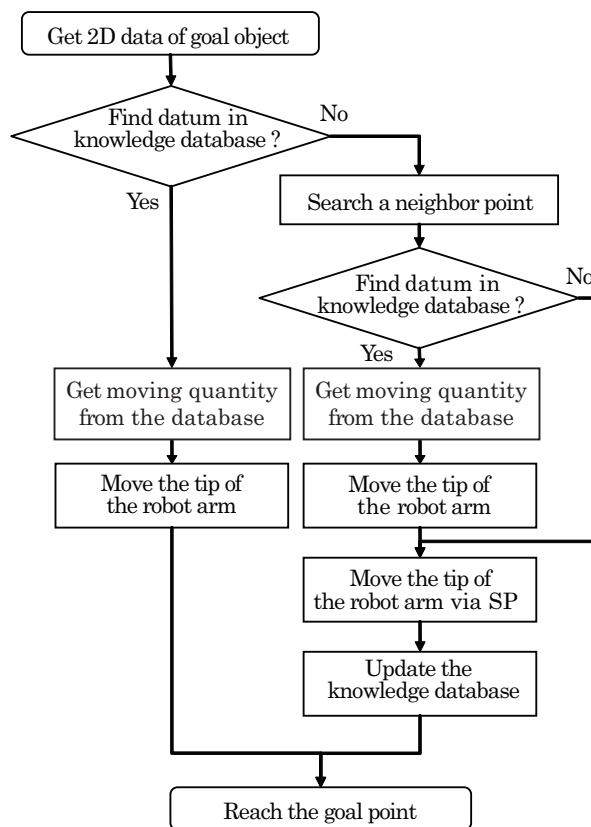 Get 2D data of goal object
Find datum in
knowledge database ?
No
Yes
Search a neighbor point
Find datum in
knowledge database ?
No
Yes
Get moving quantity
from the database
Get moving quantity
from the database
Move the tip of
the robot arm
Move the tip of
the robot arm
Move the tip of
the robot arm via SP
Update the
knowledge database
Reach the goal point